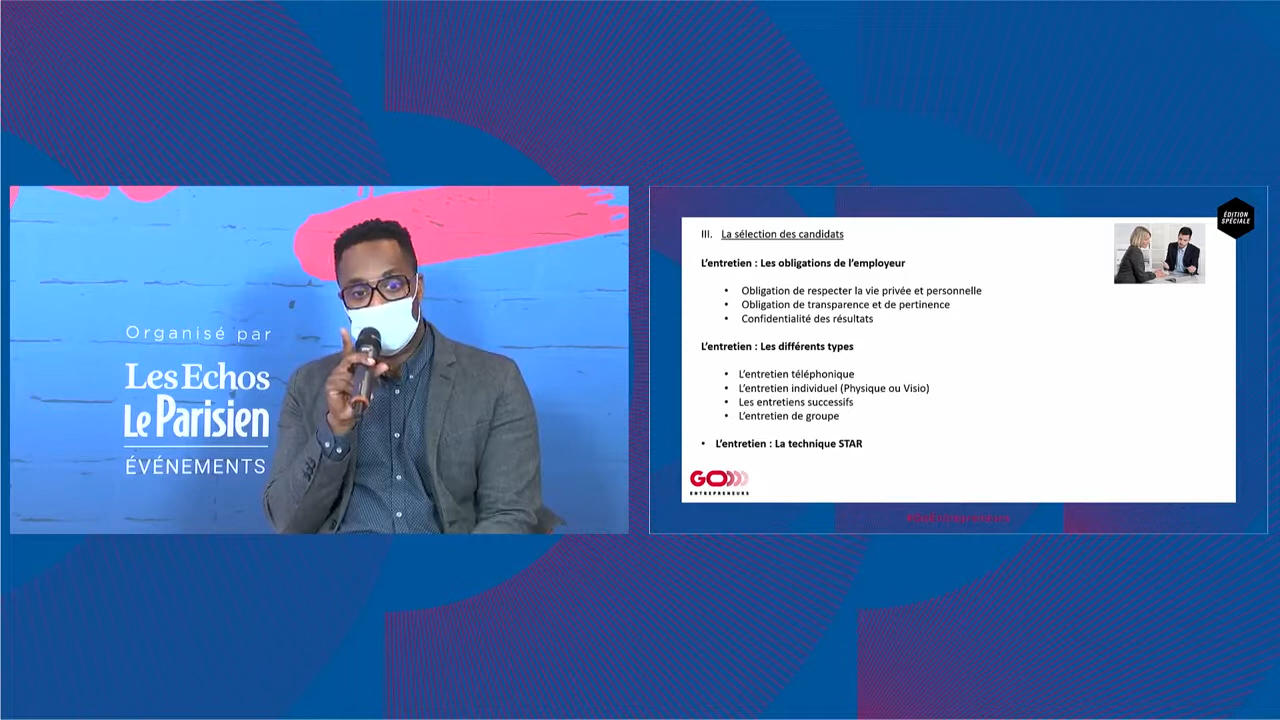 Organisé par
Les Echos
Le Parisien
ÉVÉNEMENTS
ÉDITION
SPÉCIALE
III. La sélection des candidats
L'entretien : Les obligations de l'employeur
• Obligation de respecter la vie privée et personnelle
• Obligation de transparence et de pertinence
• Confidentialité des résultats
L'entretien : Les différents types
• L'entretien téléphonique
• L'entretien individuel (Physique ou Visio)
• Les entretiens successifs
• L'entretien de groupe
• L'entretien : La technique STAR
GO
ENTREPRENEURS